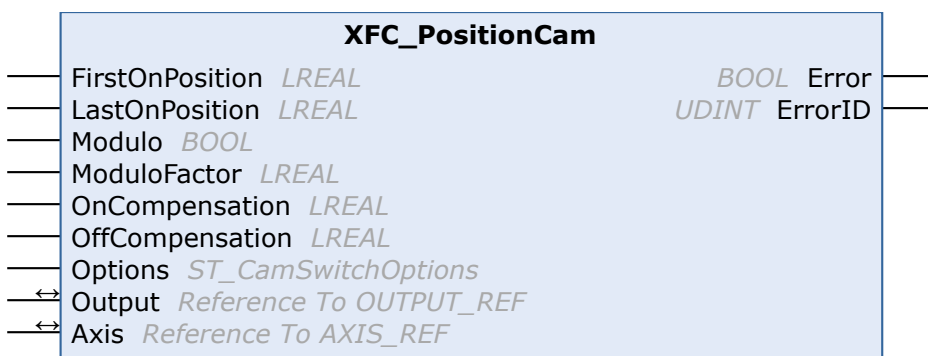 XFC_PositionCam
FirstOnPosition LREAL BOOL Error
LastOnPosition LREAL UDINT ErrorID
Modulo BOOL
ModuloFactor LREAL
OnCompensation LREAL
OffCompensation LREAL
Options ST_CamSwitchOptions
Output Reference To OUTPUT_REF
Axis Reference To AXIS_REF